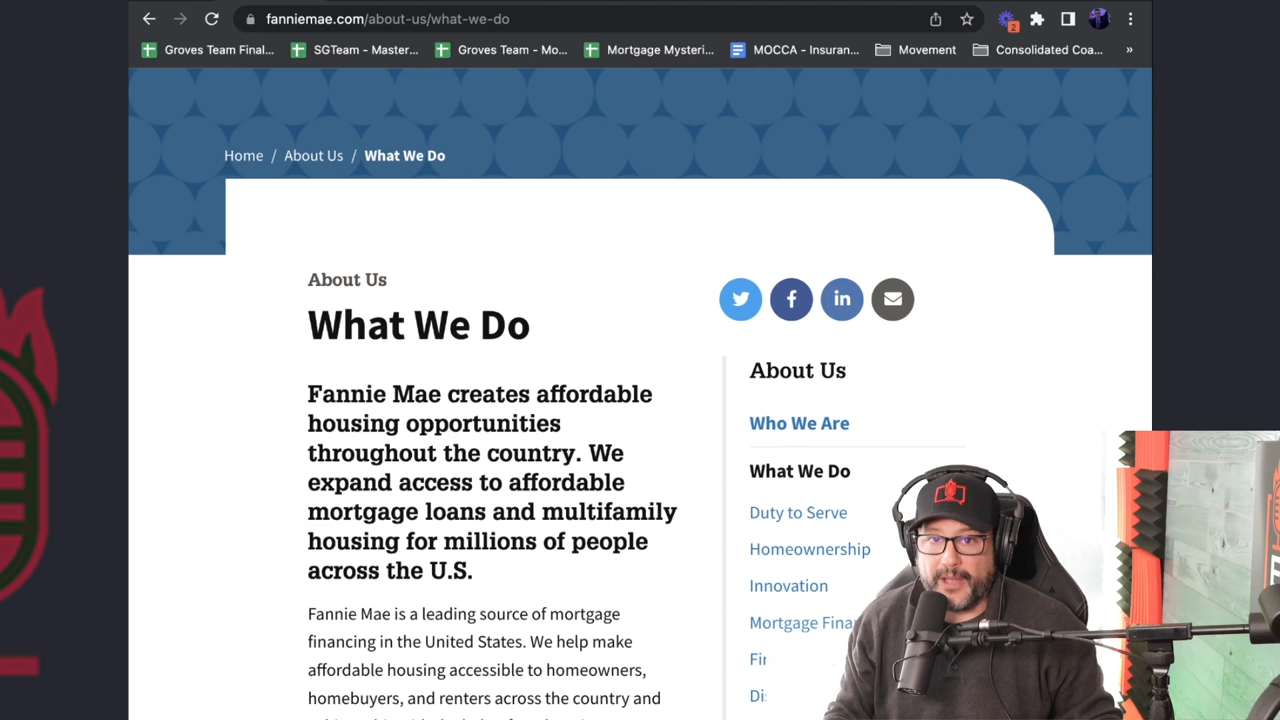 fanniemae.com/about-us/what-we-do
2
Groves Team Final...
SGTeam - Master...
Groves Team - Mo...
Mortgage Mysteri...
MOCCA - Insuran...
Movement
Consolidated Coa...
»
Home / About Us / What We Do
About Us
What We Do
Fannie Mae creates affordable
housing opportunities
throughout the country. We
expand access to affordable
mortgage loans and multifamily
housing for millions of people
across the U.S.
Fannie Mae is a leading source of mortgage
financing in the United States. We help make
affordable housing accessible to homeowners,
homebuyers, and renters across the country and
About Us
Who We Are
What We Do
Duty to Serve
Homeownership
Innovation
Mortgage